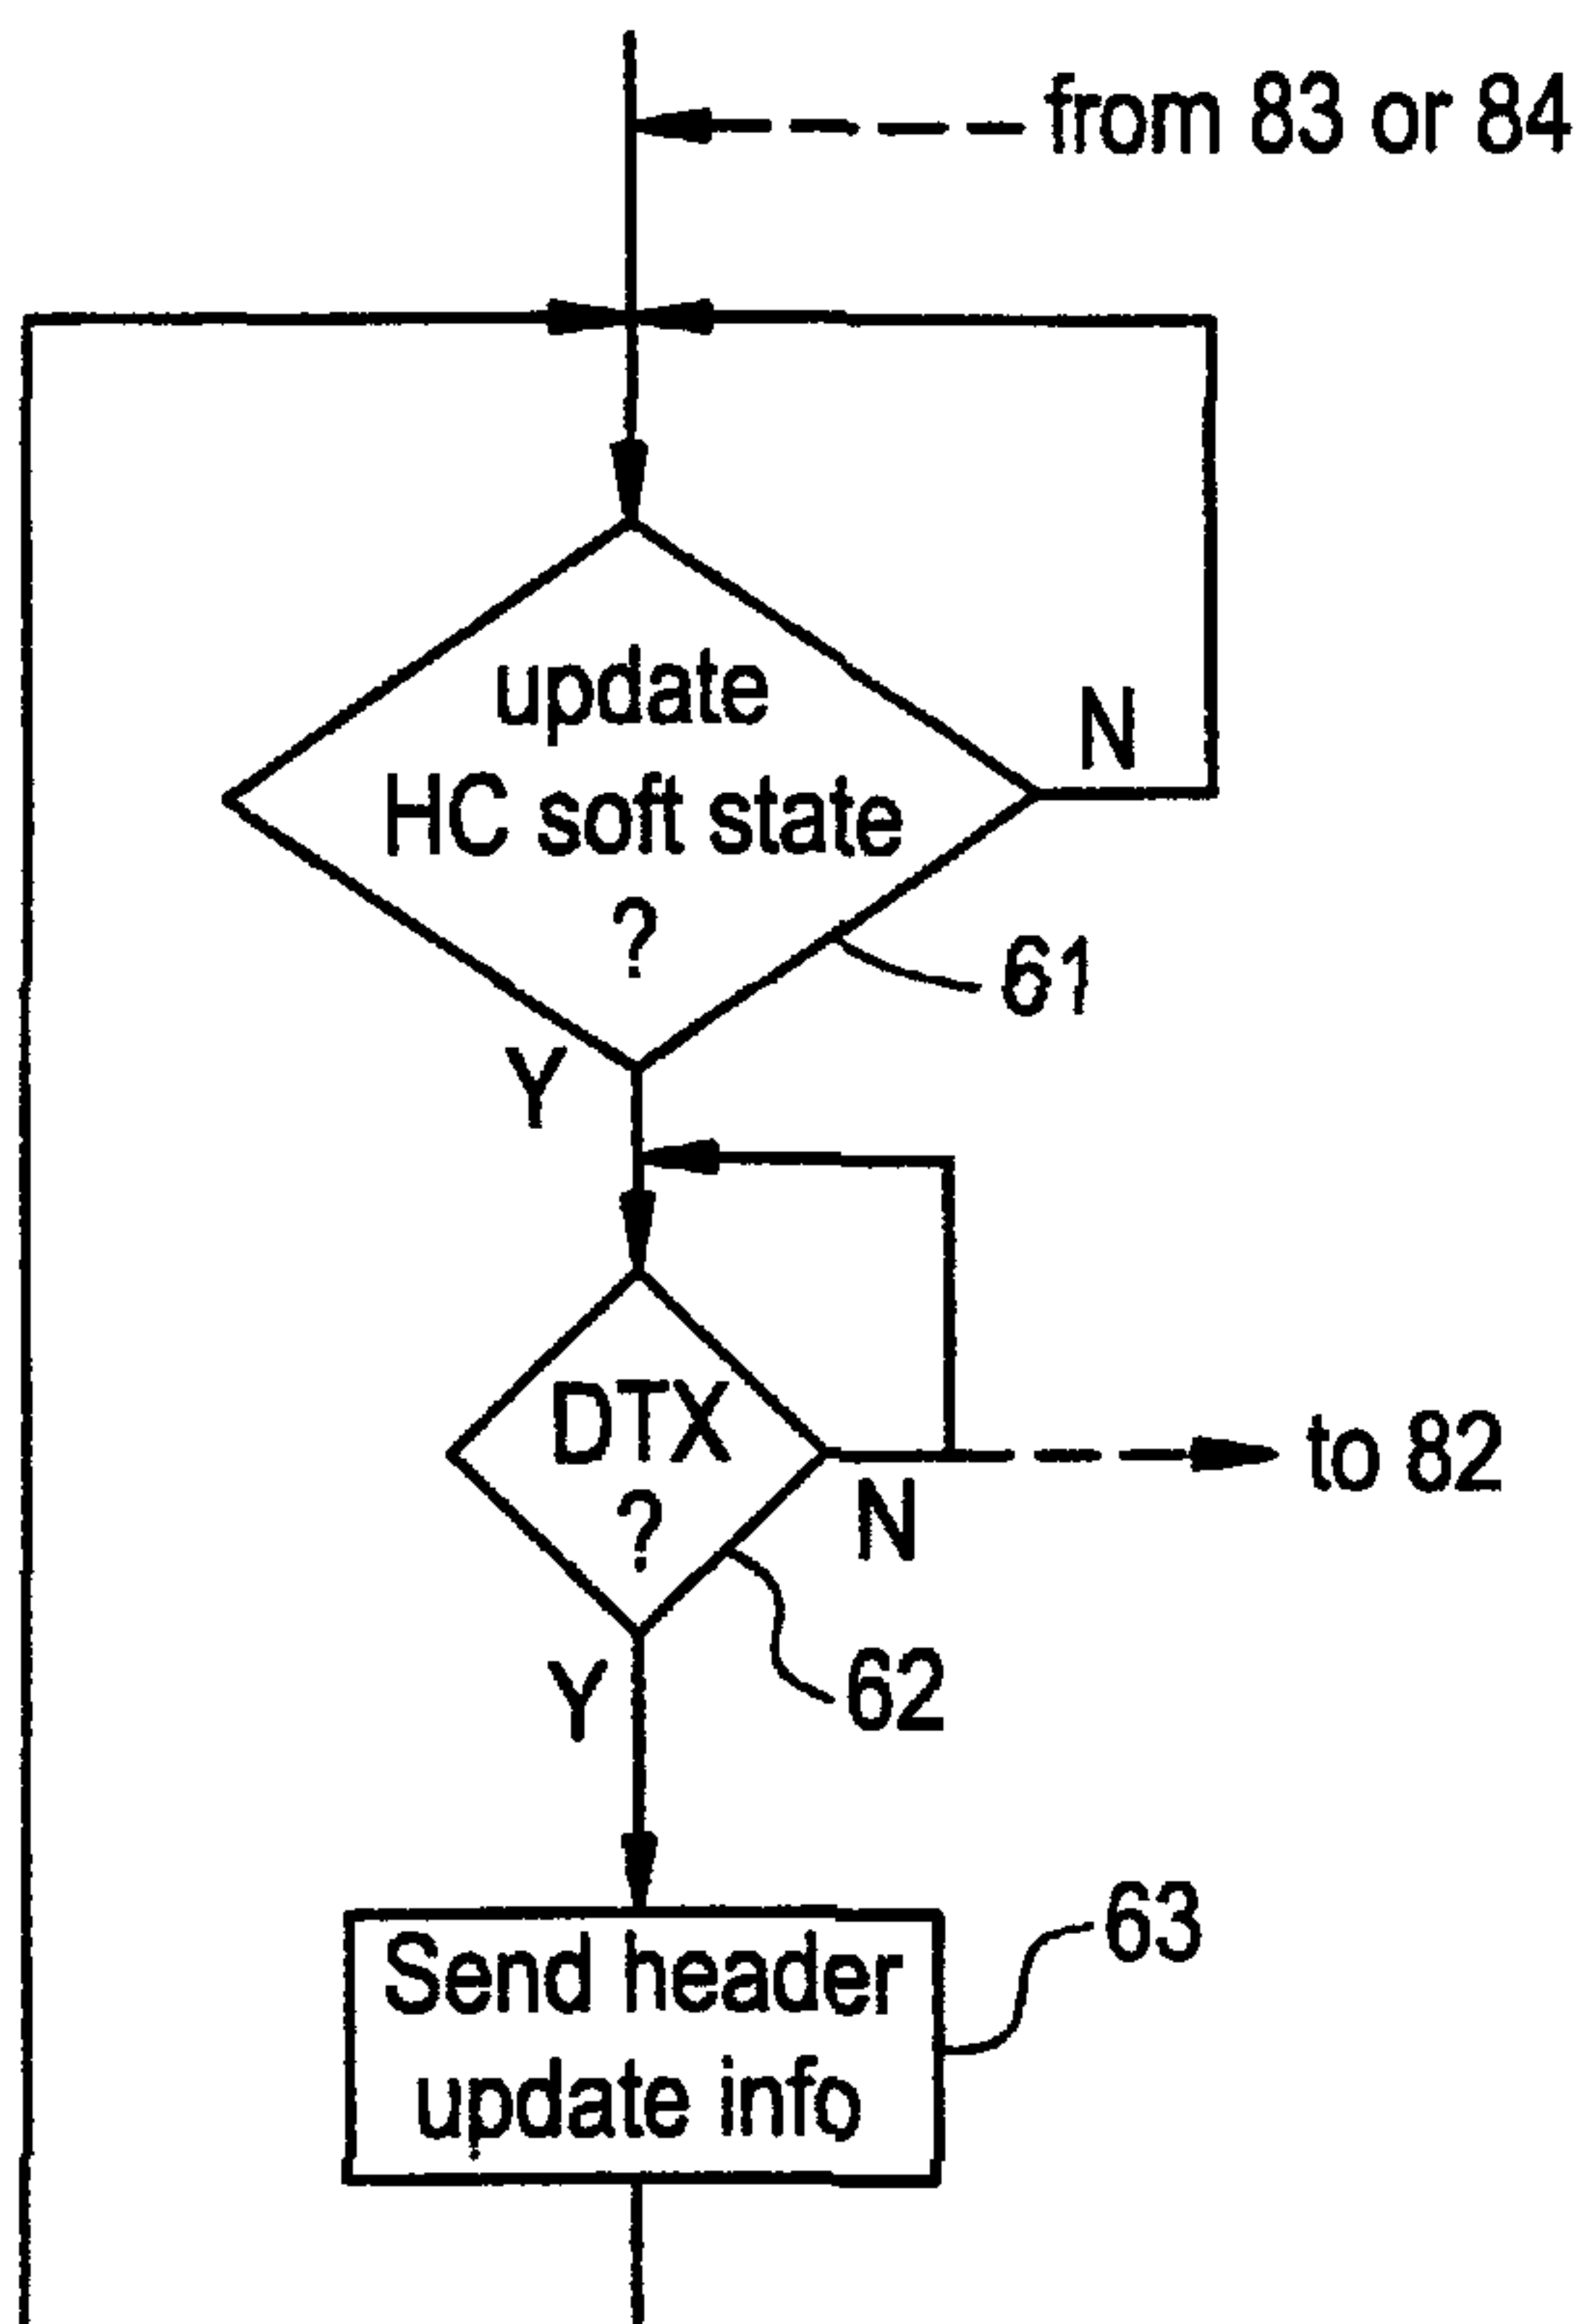 from 83 or 84
update
HC soft state
?
N
61
Y
DTX
?
N
to 82
62
Y
63
Send header
update info